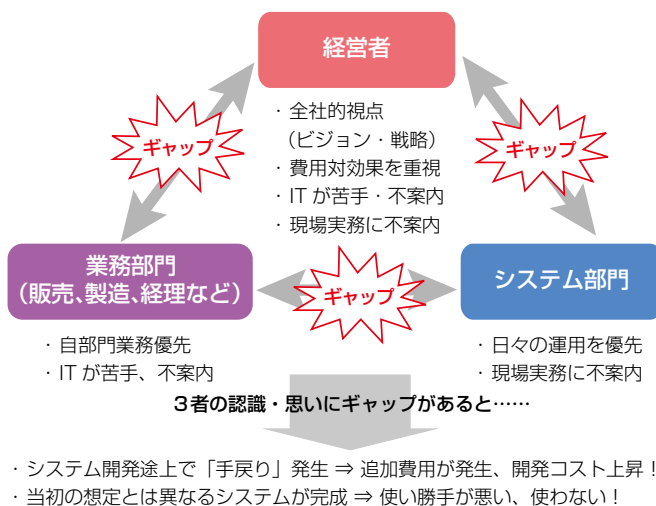 経営者
・全社的視点
（ビジョン・戦略）
・費用対効果を重視
・IT が苦手・不案内
・現場実務に不案内
ギャップ
ギャップ
業務部門
（販売、製造、経理など）
ギャップ
システム部門
・自部門業務優先
・IT が苦手、不案内
・日々の運用を優先
・現場実務に不案内
３者の認識・思いにギャップがあると……
・システム開発途上で「手戻り」発生 ⇒ 追加費用が発生、開発コスト上昇！
・当初の想定とは異なるシステムが完成 ⇒ 使い勝手が悪い、使わない！